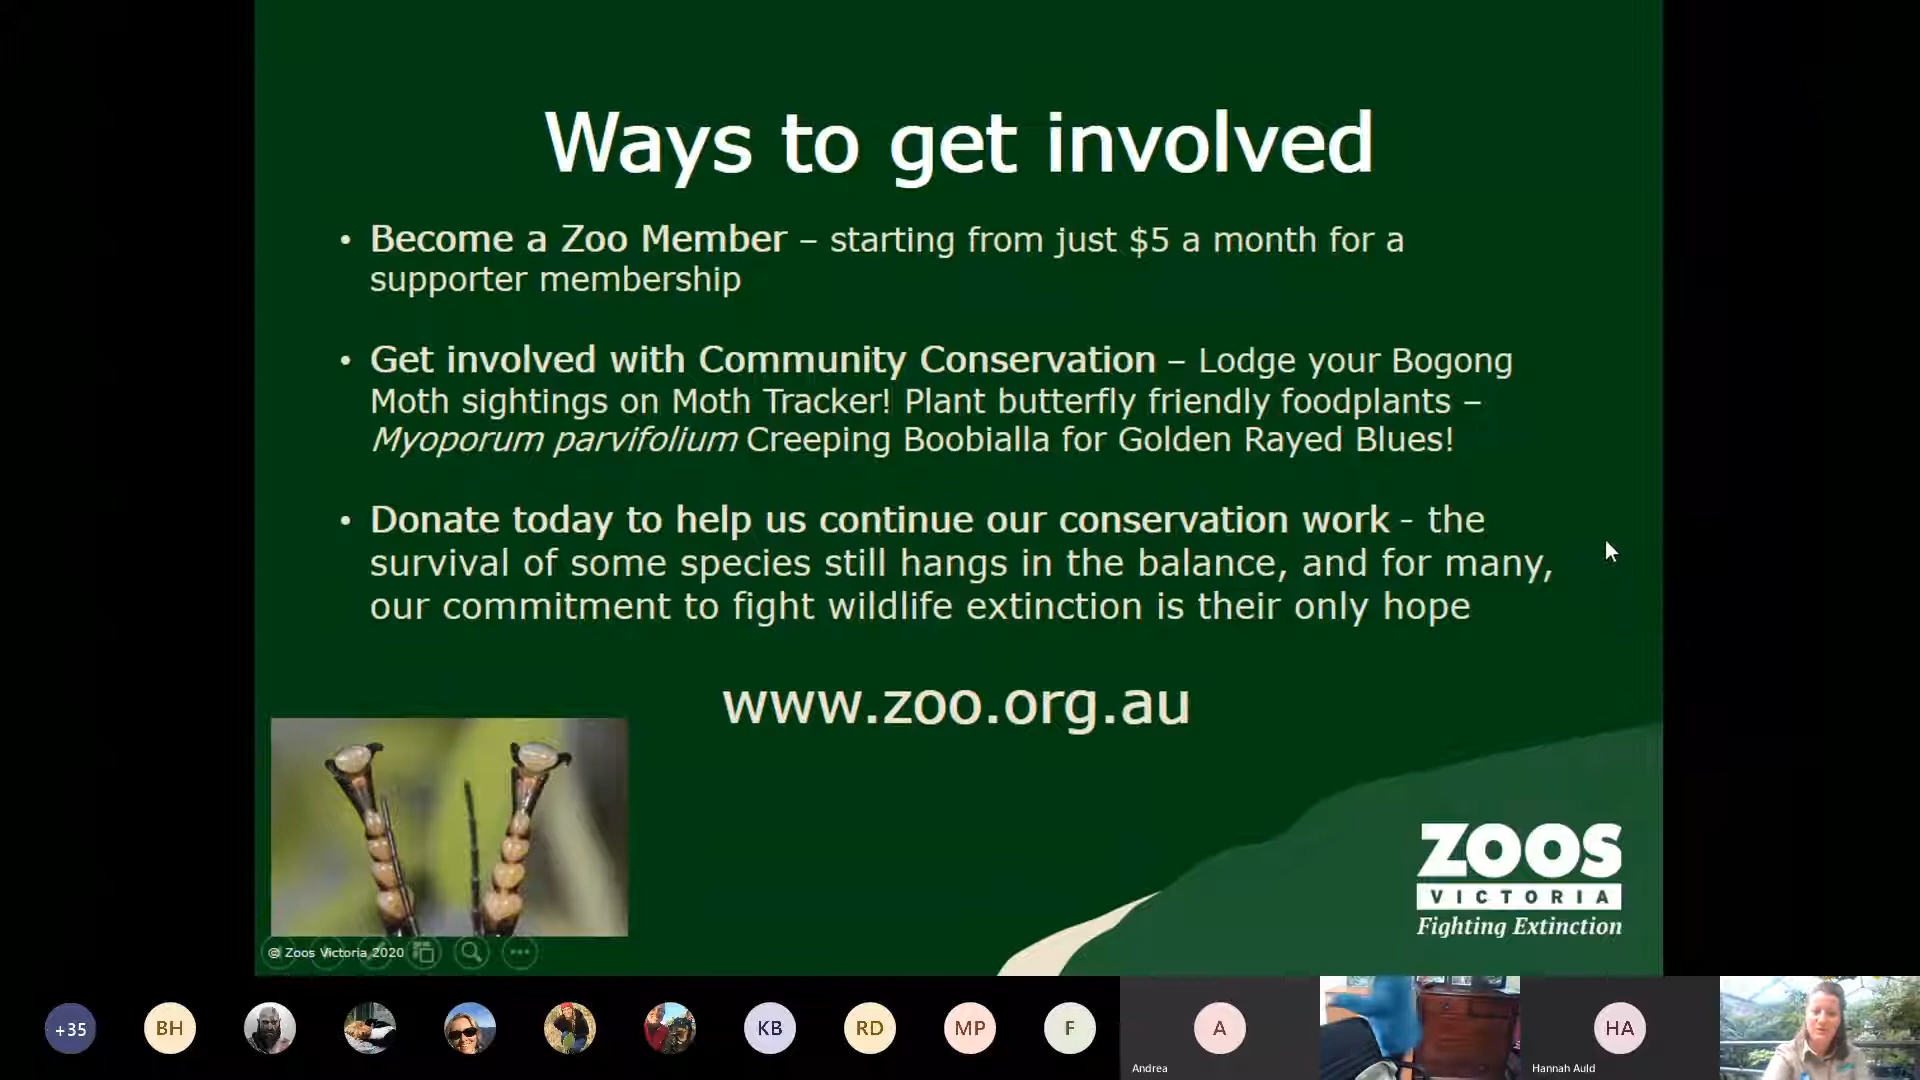 Ways to get involved
• Become a Zoo Member – starting from just $5 a month for a
supporter membership
• Get involved with Community Conservation – Lodge your Bogong
Moth sightings on Moth Tracker! Plant butterfly friendly foodplants –
Myoporum parvifolium Creeping Boobialla for Golden Rayed Blues!
• Donate today to help us continue our conservation work - the
survival of some species still hangs in the balance, and for many,
our commitment to fight wildlife extinction is their only hope
www.zoo.org.au
ZOOS
VICTORIA
Fighting Extinction
© Zoos Victoria 2020
+35
BH
KB
RD
MP
F
A
HA
Andrea
Hannah Auld